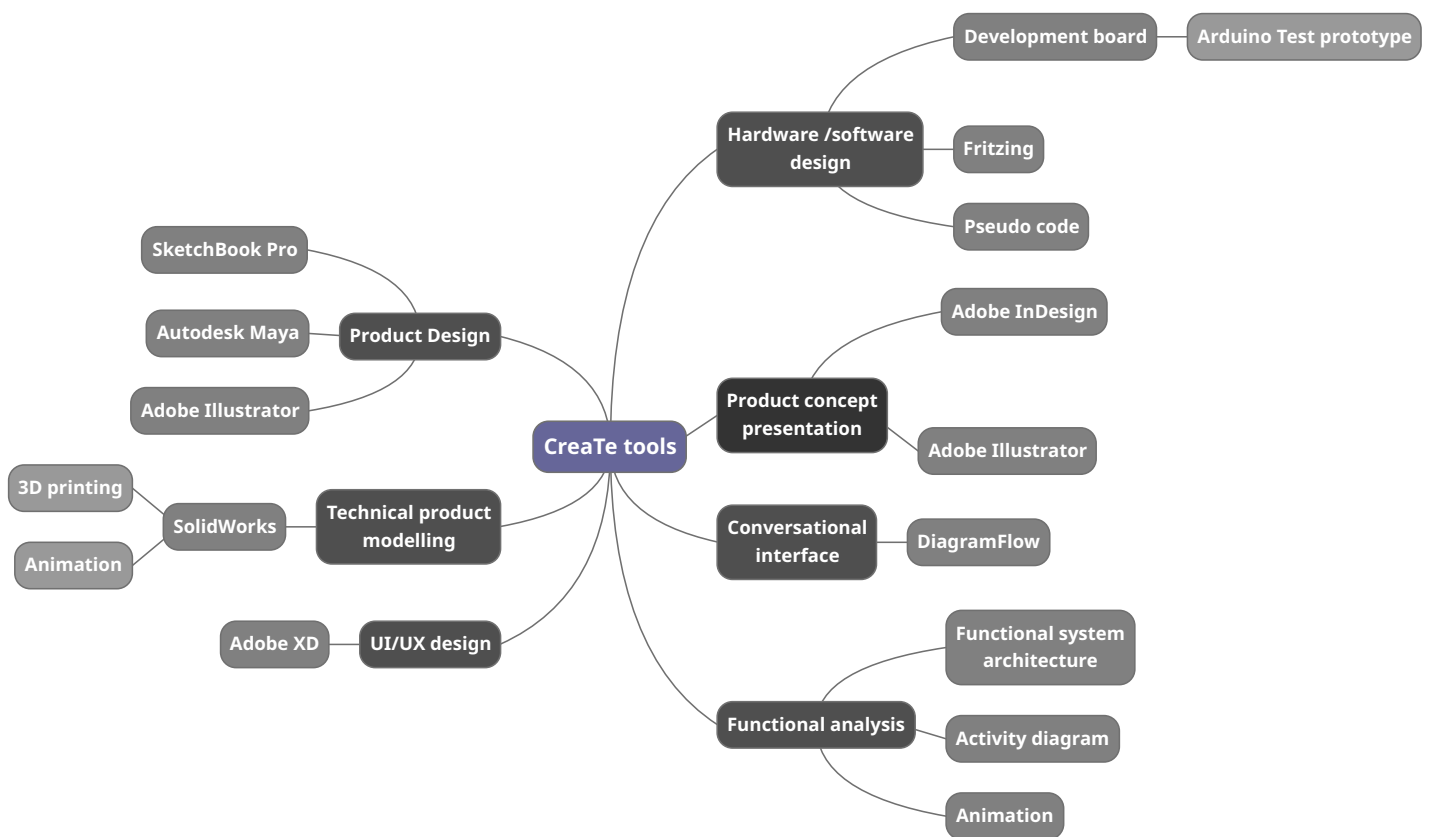 CreaTe tools
Hardware /software
design
Development board
Arduino Test prototype
Fritzing
Pseudo code
Product concept
presentation
Adobe InDesign
Adobe Illustrator
Conversational
interface
DiagramFlow
Functional analysis
Functional system
architecture
Activity diagram
Animation
Product Design
SketchBook Pro
Autodesk Maya
Adobe Illustrator
Technical product
modelling
SolidWorks
3D printing
Animation
UI/UX design
Adobe XD